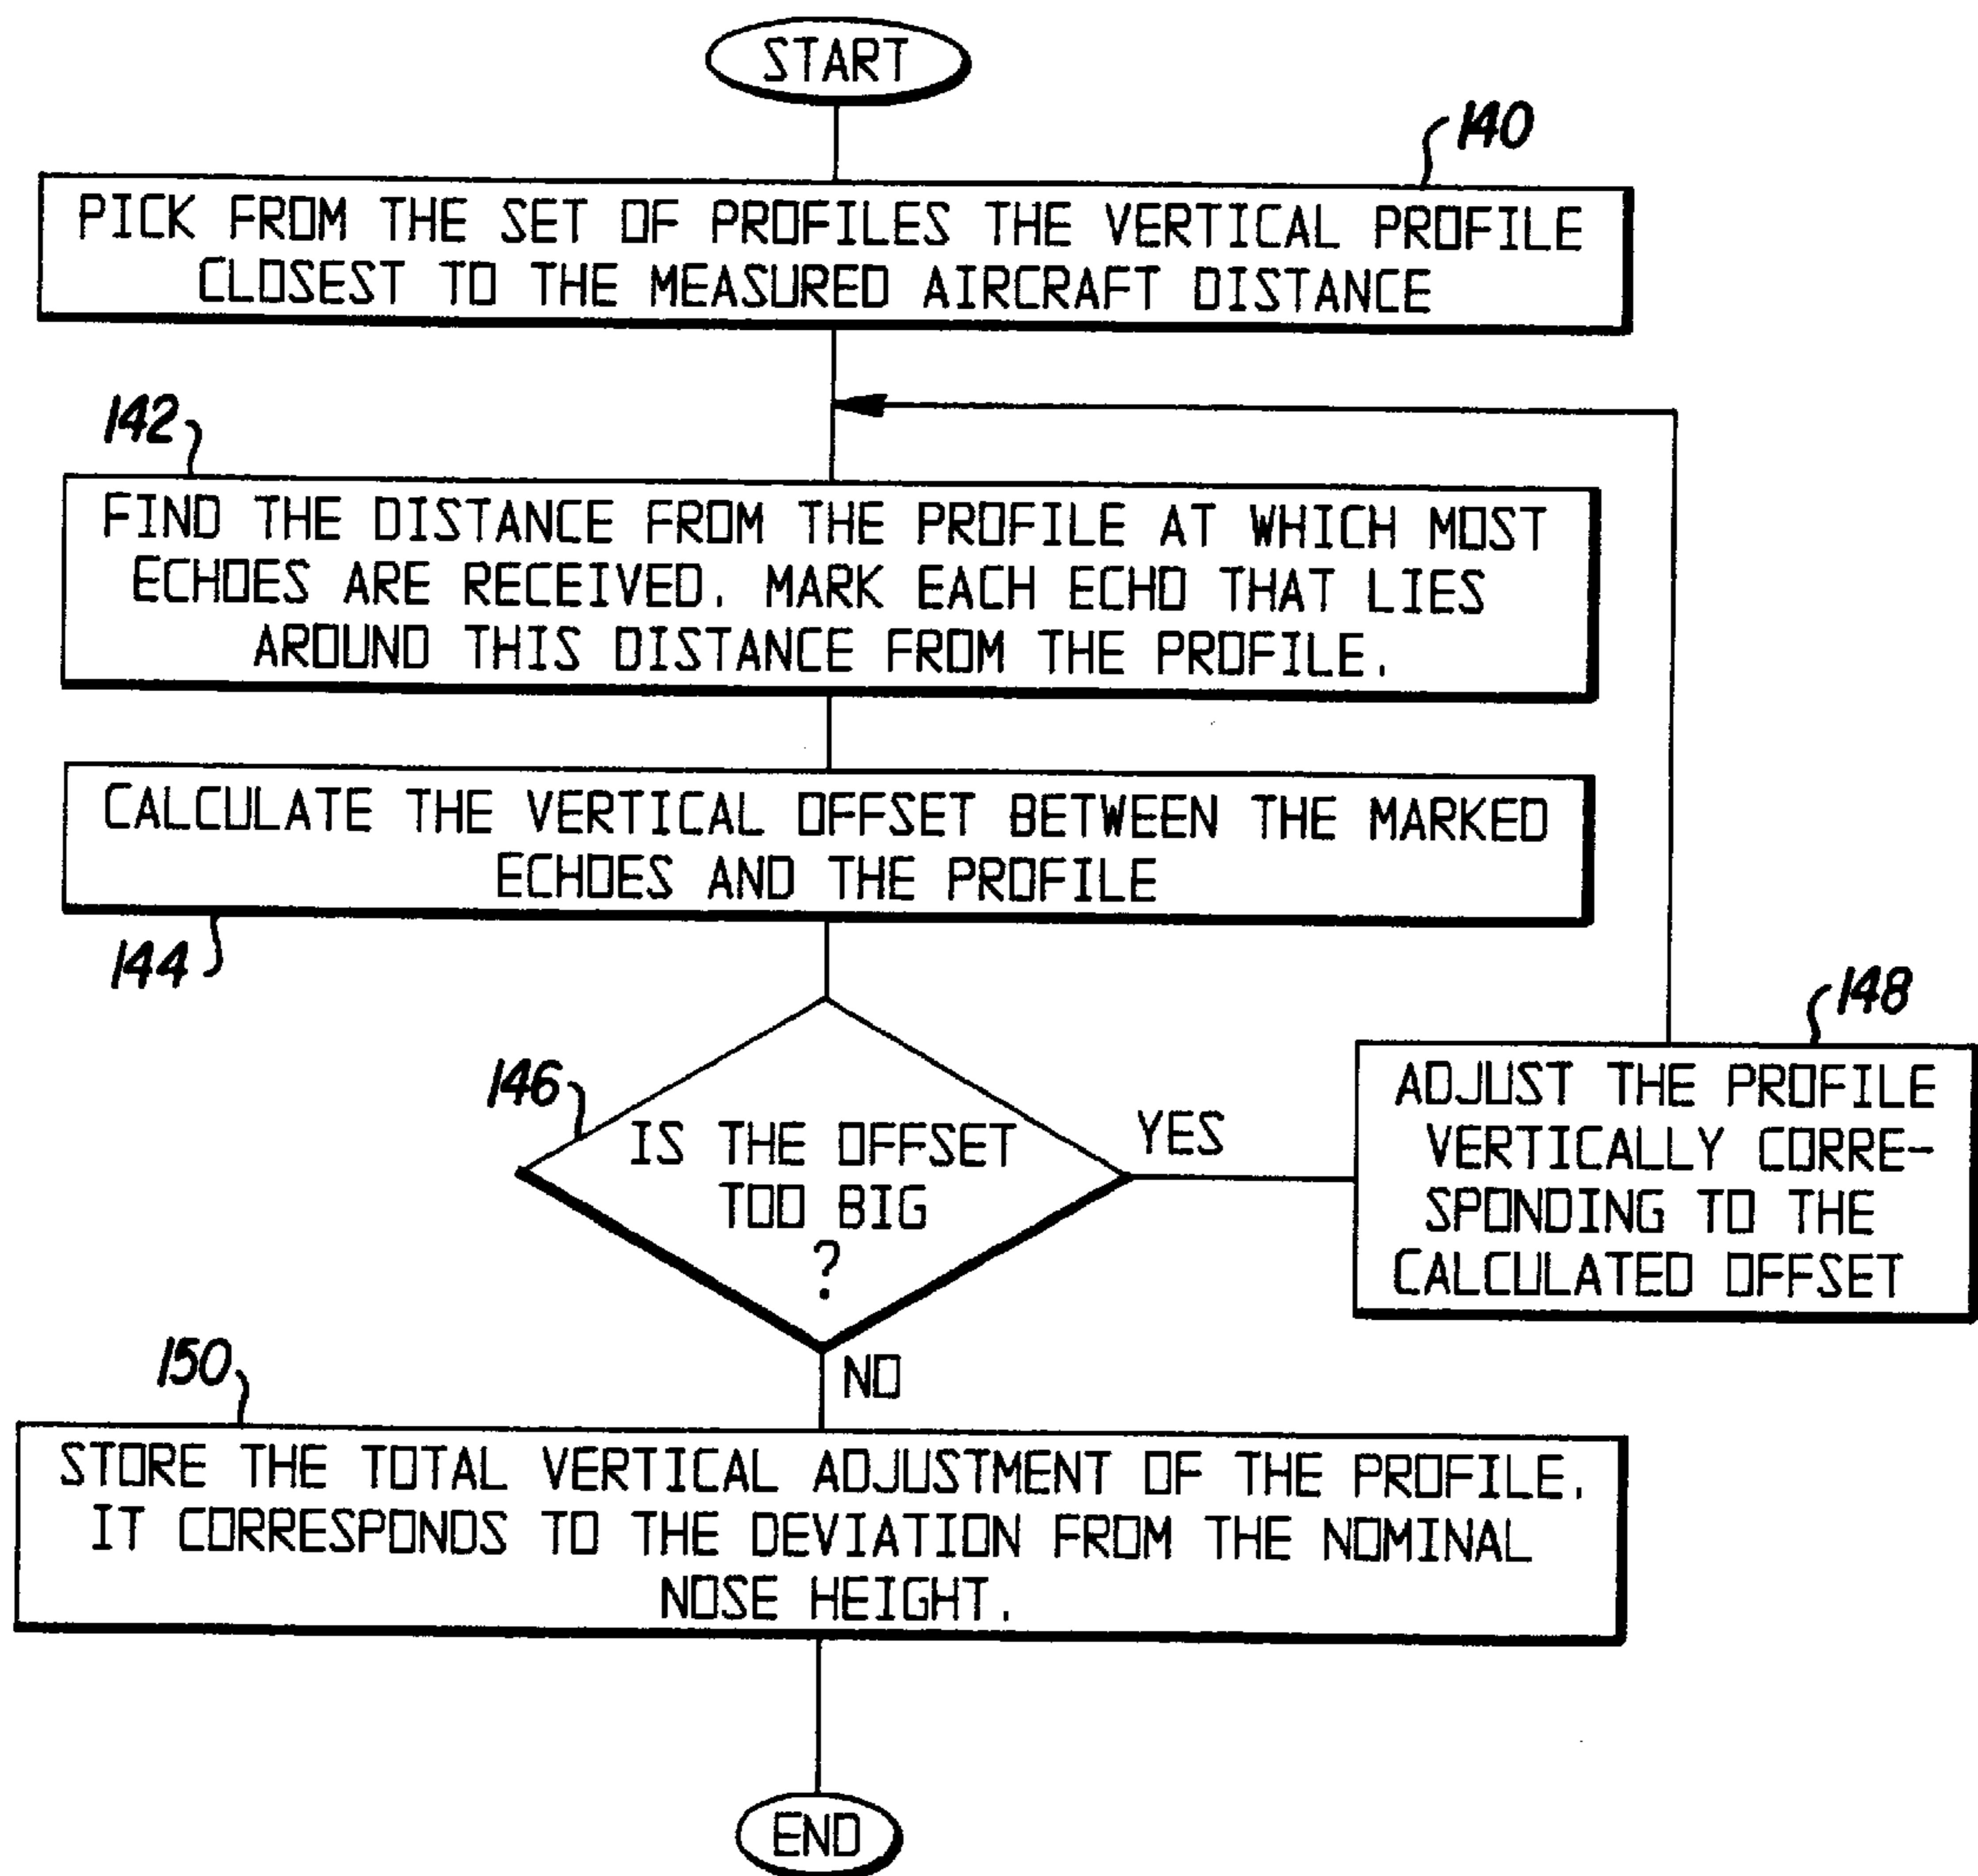 START
140
PICK FROM THE SET OF PROFILES THE VERTICAL PROFILE
CLOSEST TO THE MEASURED AIRCRAFT DISTANCE
142
FIND THE DISTANCE FROM THE PROFILE AT WHICH MOST
ECHOES ARE RECEIVED. MARK EACH ECHO THAT LIES
AROUND THIS DISTANCE FROM THE PROFILE.
CALCULATE THE VERTICAL OFFSET BETWEEN THE MARKED
ECHOES AND THE PROFILE
144
146
IS THE OFFSET
TOO BIG
?
YES
148
ADJUST THE PROFILE
VERTICALLY CORRE-
SPONDING TO THE
CALCULATED OFFSET
NO
150
STORE THE TOTAL VERTICAL ADJUSTMENT OF THE PROFILE.
IT CORRESPONDS TO THE DEVIATION FROM THE NOMINAL
NOSE HEIGHT.
END